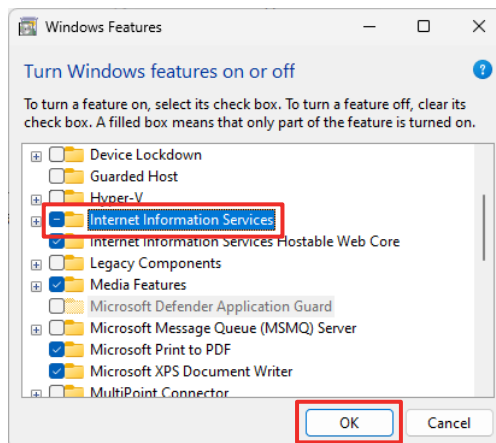 Windows Features
Turn Windows features on or off
To turn a feature on, select its check box. To turn a feature off, clear its
check box. A filled box means that only part of the feature is turned on.
Device Lockdown
Guarded Host
Hyper-V
Internet Information Services
Internet Information Services Hostable Web Core
Legacy Components
Media Features
Microsoft Defender Application Guard
Microsoft Message Queue (MSMQ) Server
Microsoft Print to PDF
Microsoft XPS Document Writer
MultiPoint Connector
OK Cancel